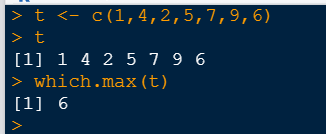 > t <- c(1,4,2,5,7,9,6)
> t
[1] 1 4 2 5 7 9 6
> which.max(t)
[1] 6
>